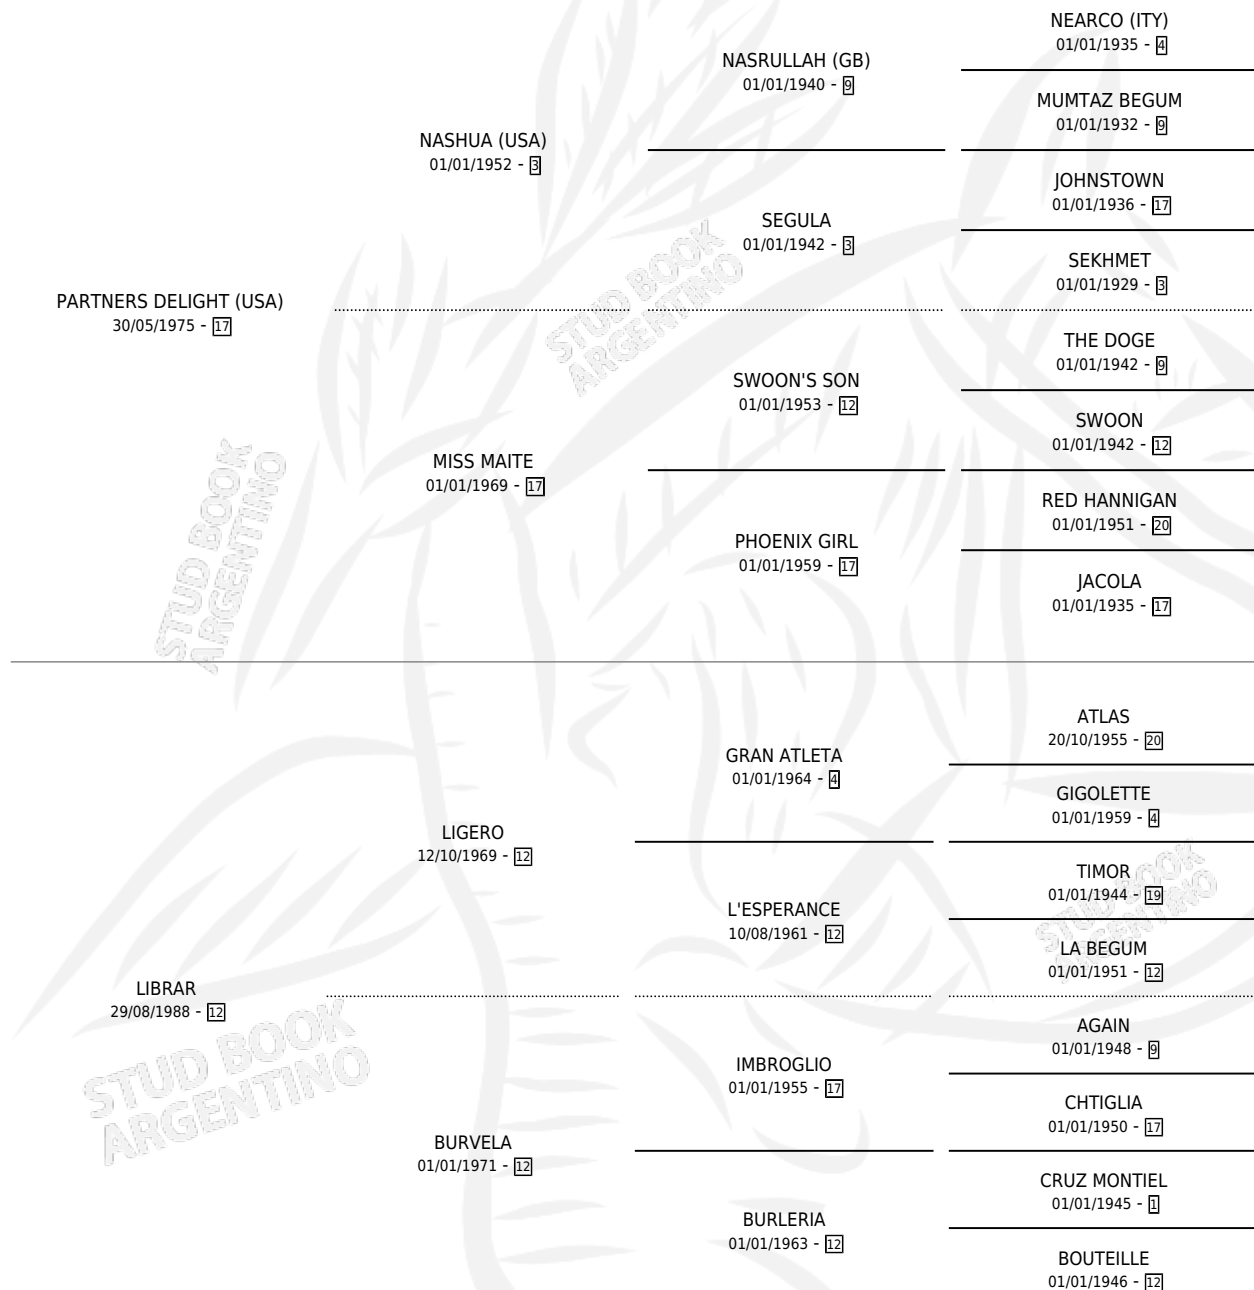 NEARCO (ITY)
01/01/1935 - 4
NASRULLAH (GB)
01/01/1940 - 9
MUMTAZ BEGUM
01/01/1932 - 9
NASHUA (USA)
01/01/1952 - 3
JOHNSTOWN
01/01/1936 - 17
SEGULA
01/01/1942 - 3
SEKHMET
01/01/1929 - 3
PARTNERS DELIGHT (USA)
30/05/1975 - 17
STUD BOOK
ARGENTINO
THE DOGE
01/01/1942 - 9
SWOON'S SON
01/01/1953 - 12
SWOON
01/01/1942 - 12
MISS MAITE
01/01/1969 - 17
RED HANNIGAN
01/01/1951 - 20
PHOENIX GIRL
01/01/1959 - 17
JACOLA
01/01/1935 - 17
STUD BOOK
ARGENTINO
ATLAS
20/10/1955 - 20
GRAN ATLETA
01/01/1964 - 4
GIGOLETTE
01/01/1959 - 4
LIGERO
12/10/1969 - 12
TIMOR
01/01/1944 - 19
STUD BOOK
ARGENTINO
L'ESPERANCE
10/08/1961 - 12
LA BEGUM
01/01/1951 - 12
LIBRAR
29/08/1988 - 12
STUD BOOK
ARGENTINO
AGAIN
01/01/1948 - 9
IMBROGLIO
01/01/1955 - 17
CHTIGLIA
01/01/1950 - 17
BURVELA
01/01/1971 - 12
CRUZ MONTIEL
01/01/1945 - 1
BURLERIA
01/01/1963 - 12
BOUTEILLE
01/01/1946 - 12